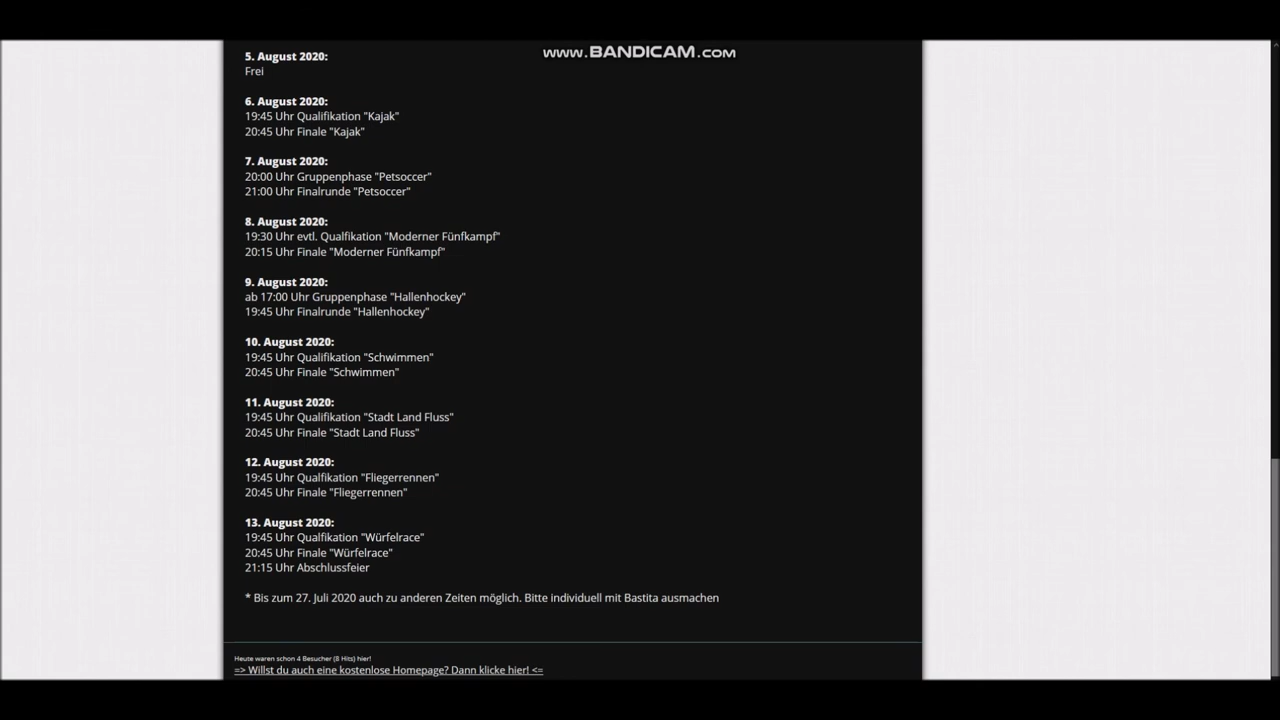 www.BANDICAM.com
5. August 2020:
Frei
6. August 2020:
19:45 Uhr Qualifikation "Kajak"
20:45 Uhr Finale "Kajak"
7. August 2020:
20:00 Uhr Gruppenphase "Petsoccer"
21:00 Uhr Finalrunde "Petsoccer"
8. August 2020:
19:30 Uhr evtl. Qualfikation "Moderner Fünfkampf"
20:15 Uhr Finale "Moderner Fünfkampf"
9. August 2020:
ab 17:00 Uhr Gruppenphase "Hallenhockey"
19:45 Uhr Finalrunde "Hallenhockey"
10. August 2020:
19:45 Uhr Qualifikation "Schwimmen"
20:45 Uhr Finale "Schwimmen"
11. August 2020:
19:45 Uhr Qualifikation "Stadt Land Fluss"
20:45 Uhr Finale "Stadt Land Fluss"
12. August 2020:
19:45 Uhr Qualfikation "Fliegerrennen"
20:45 Uhr Finale "Fliegerrennen"
13. August 2020:
19:45 Uhr Qualfikation "Würfelrace"
20:45 Uhr Finale "Würfelrace"
21:15 Uhr Abschlussfeier
* Bis zum 27. Juli 2020 auch zu anderen Zeiten möglich. Bitte individuell mit Bastita ausmachen
Heute waren schon 4 Besucher (8 Hits) hier!
=> Willst du auch eine kostenlose Homepage? Dann klicke hier! <=